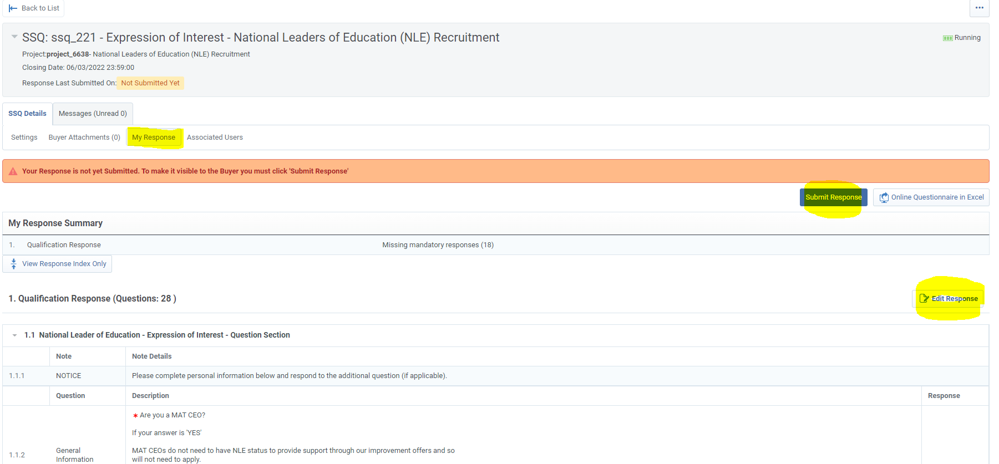 Back to List
SSQ: ssq_221 - Expression of Interest - National Leaders of Education (NLE) Recruitment
Running
Project:project_6638- National Leaders of Education (NLE) Recruitment
Closing Date: 06/03/2022 23:59:00
Response Last Submitted On: Not Submitted Yet
SSQ Details Messages (Unread 0)
Settings Buyer Attachments (0) My Response Associated Users
Your Response is not yet Submitted. To make it visible to the Buyer you must click 'Submit Response'
Submit Response Online Questionnaire in Excel
My Response Summary
1. Qualification Response Missing mandatory responses (18)
View Response Index Only
1. Qualification Response (Questions: 28 ) Edit Response
1.1 National Leader of Education - Expression of Interest - Question Section
Note Note Details
1.1.1 NOTICE Please complete personal information below and respond to the additional question (if applicable).
Question Description Response
* Are you a MAT CEO?
If your answer is 'YES'
1.1.2 General Information
MAT CEOs do not need to have NLE status to provide support through our improvement offers and so
will not need to apply.